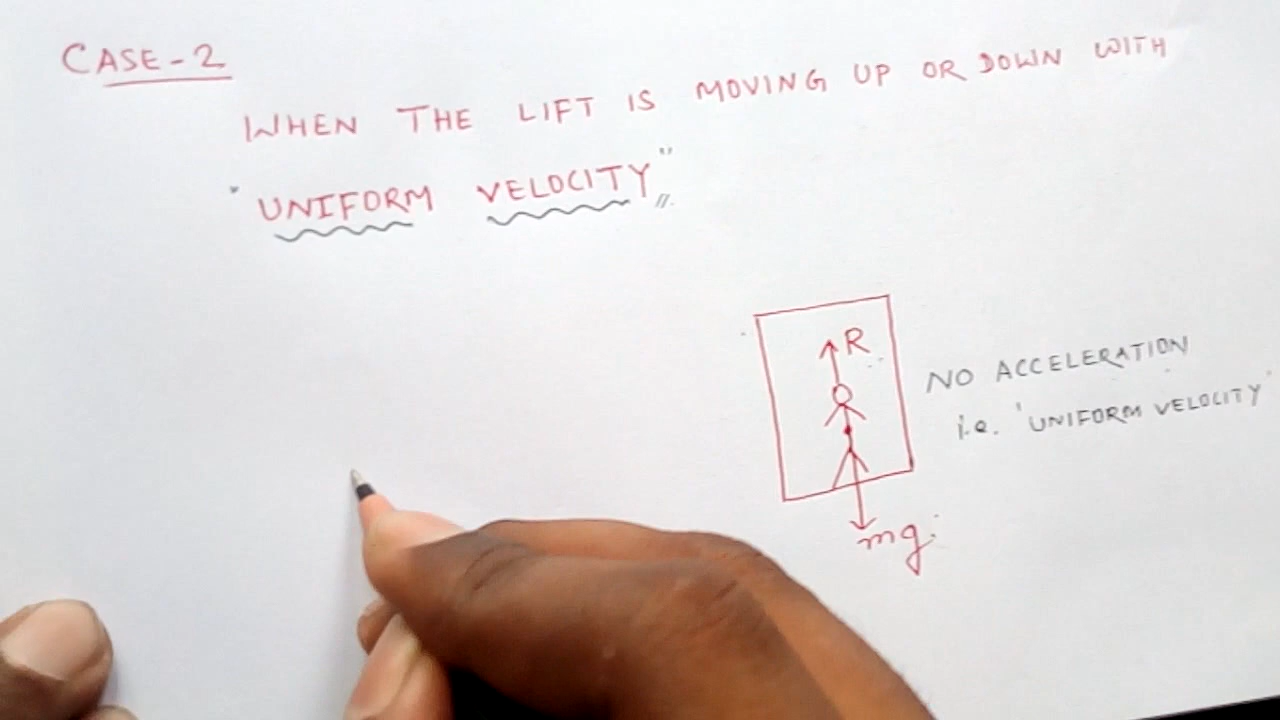 CASE-2
WHEN THE LIFT IS MOVING UP OR DOWN WITH
"UNIFORM VELOCITY"
R
NO ACCELERATION
i.e. 'UNIFORM VELOCITY'
mg.